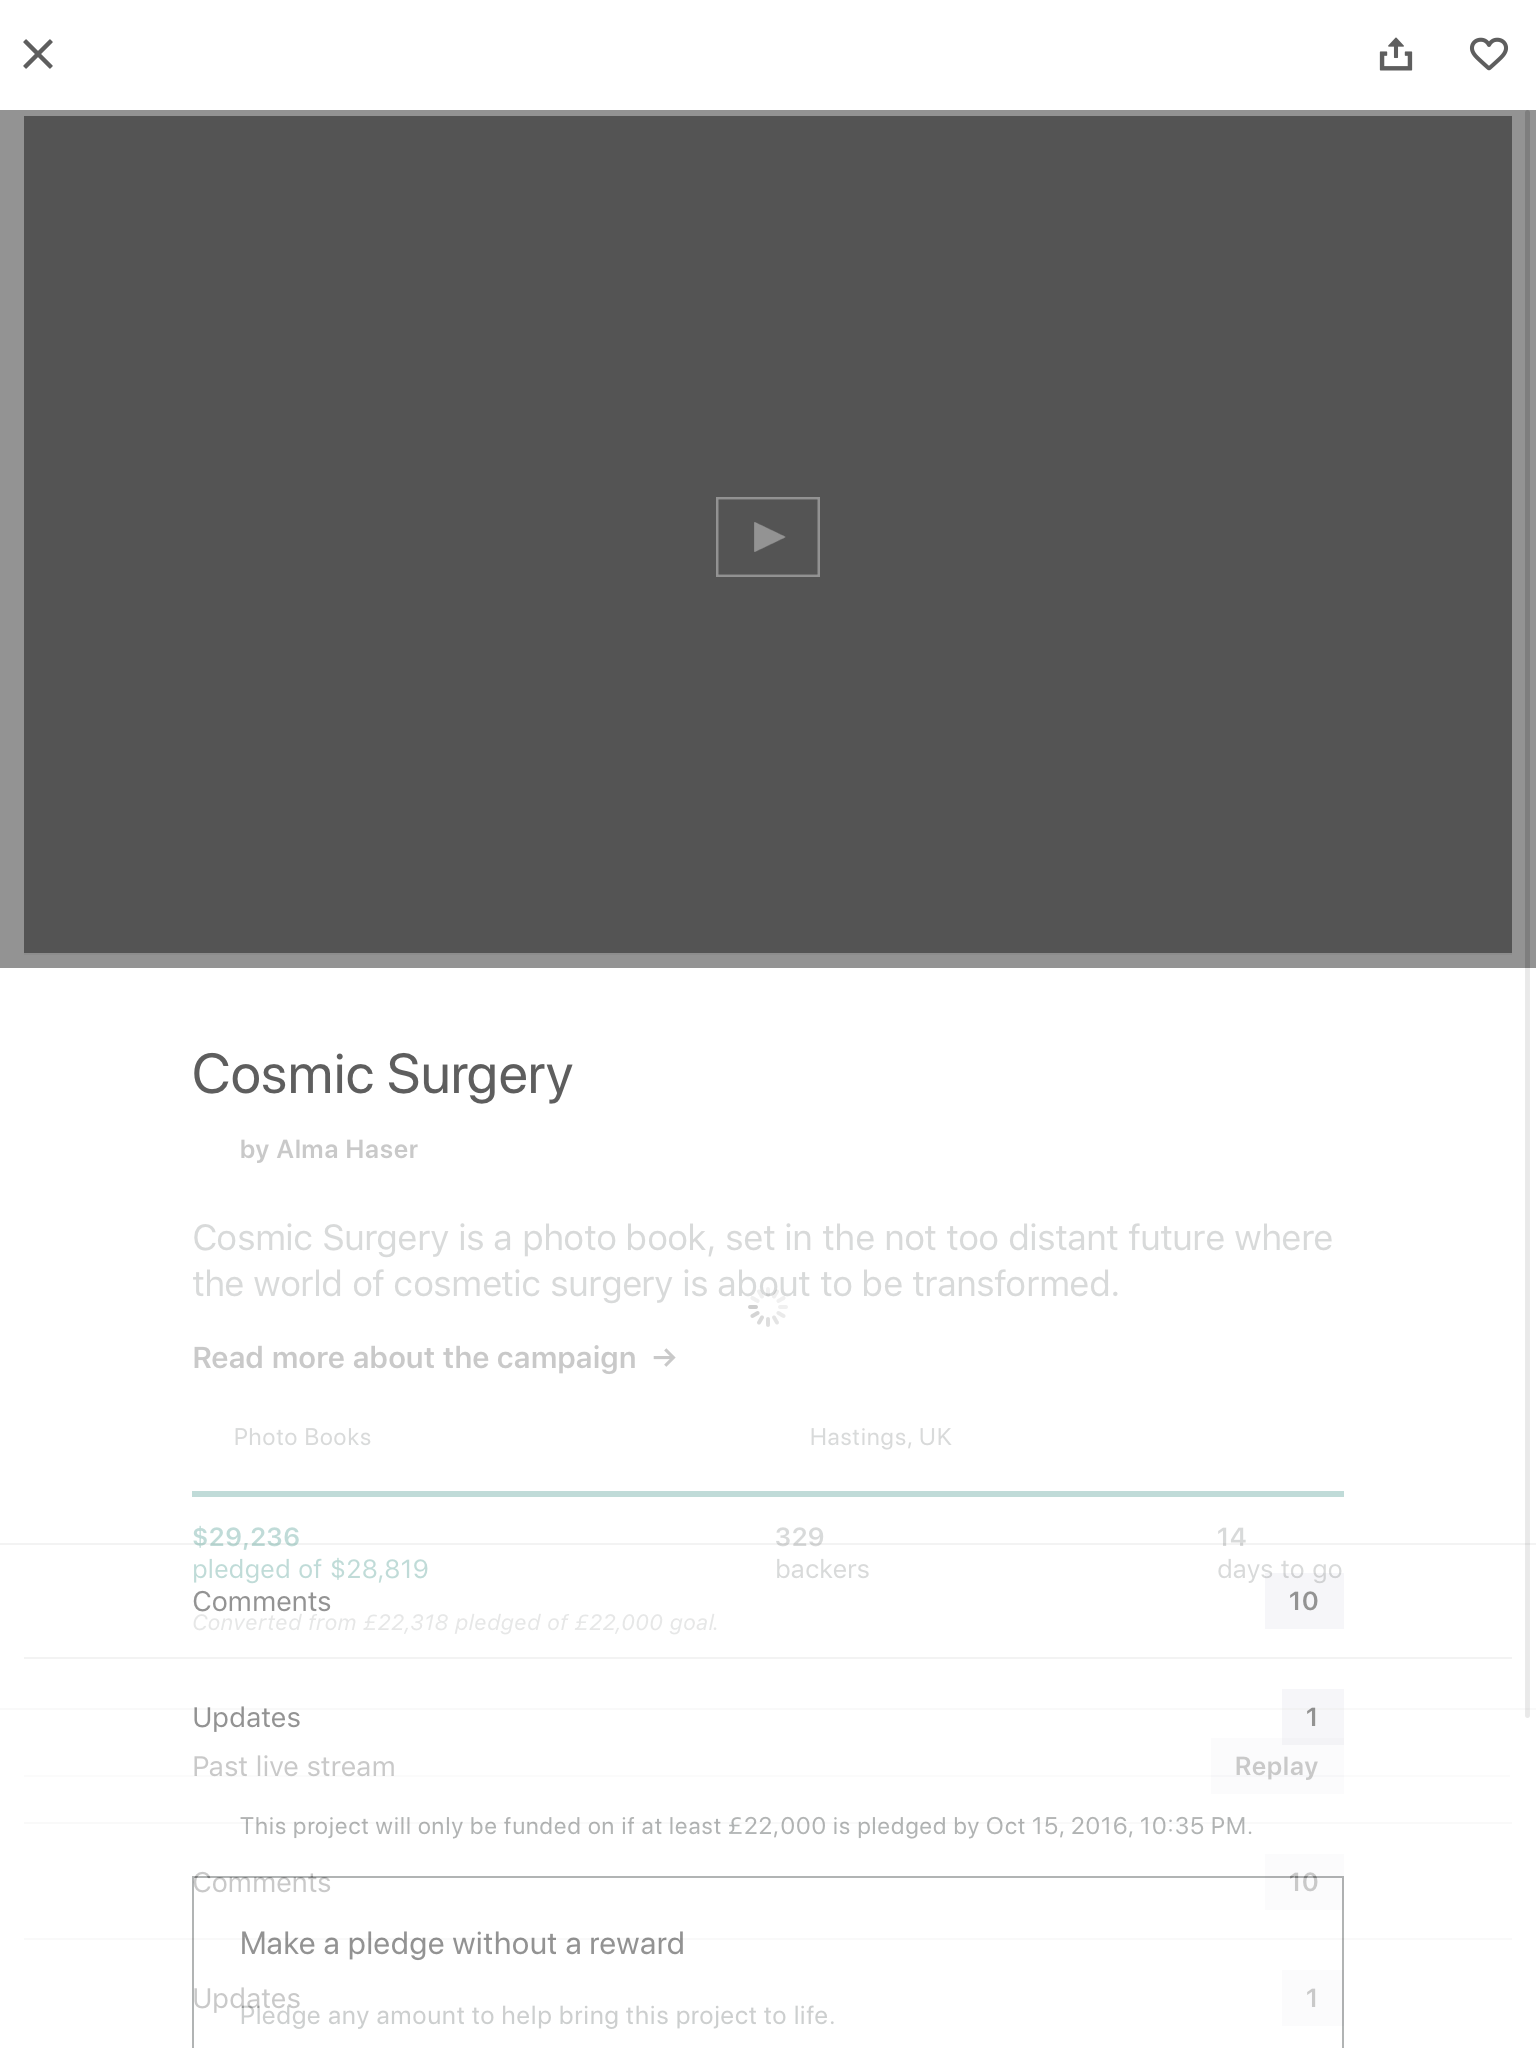 Cosmic Surgery
by Alma Haser
Cosmic Surgery is a photo book, set in the not too distant future where
the world of cosmetic surgery is about to be transformed.
Read more about the campaign →
Photo Books Hastings, UK
$29,236 329 14
pledged of $28,819 backers days to go
Comments 10
Converted from £22,318 pledged of £22,000 goal.
Updates 1
Past live stream Replay
This project will only be funded on if at least £22,000 is pledged by Oct 15, 2016, 10:35 PM.
Comments 10
Make a pledge without a reward
Updates 1
Pledge any amount to help bring this project to life.